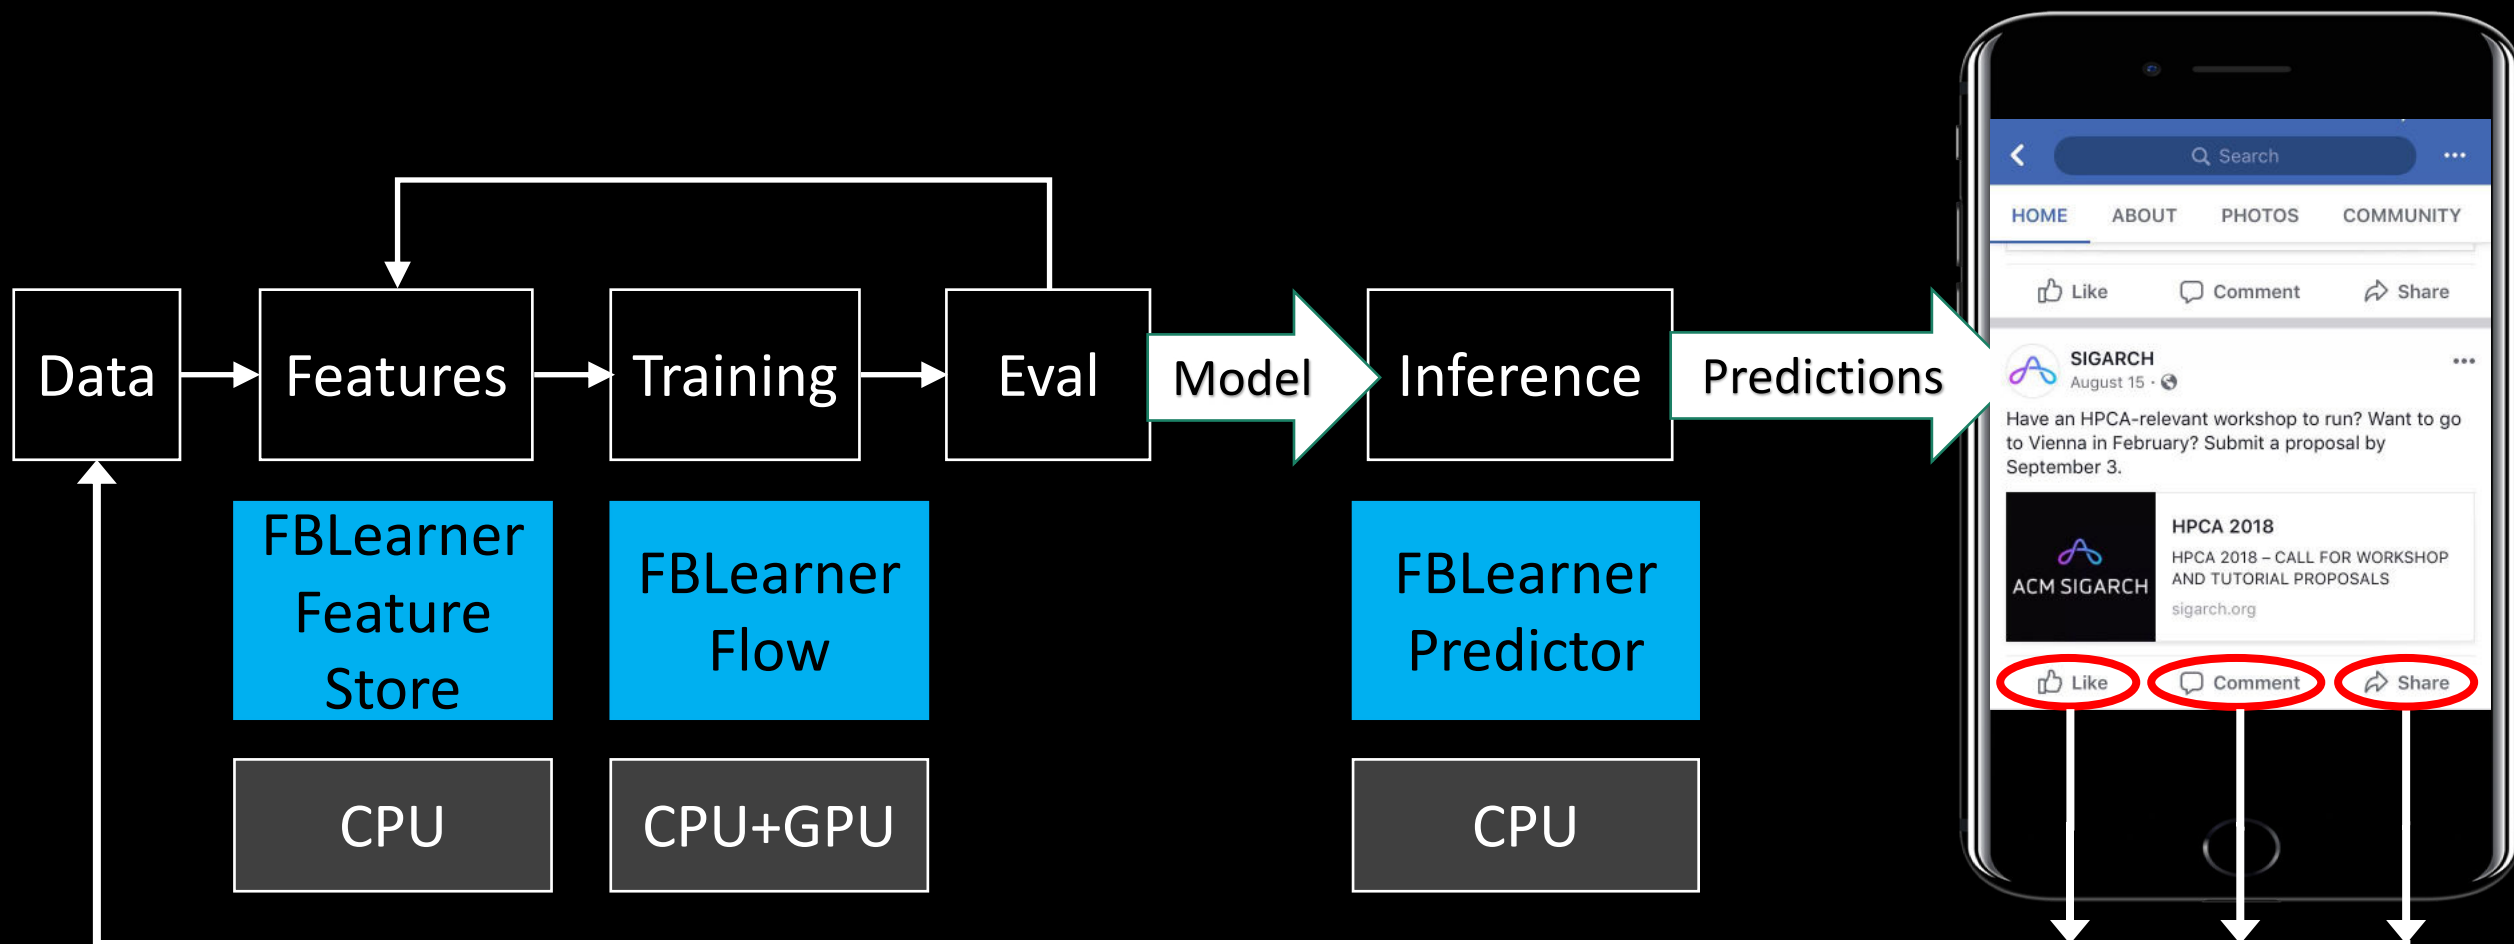 Data
Features
Training
Eval
Model
Inference
Predictions
FBLearner
Feature
Store
FBLearner
Flow
FBLearner
Predictor
CPU
CPU+GPU
CPU
Search
HOME ABOUT PHOTOS COMMUNITY
Like Comment Share
SIGARCH
August 15 ·
Have an HPCA-relevant workshop to run? Want to go
to Vienna in February? Submit a proposal by
September 3.
ACM SIGARCH
HPCA 2018
HPCA 2018 – CALL FOR WORKSHOP
AND TUTORIAL PROPOSALS
sigarch.org
Like Comment Share